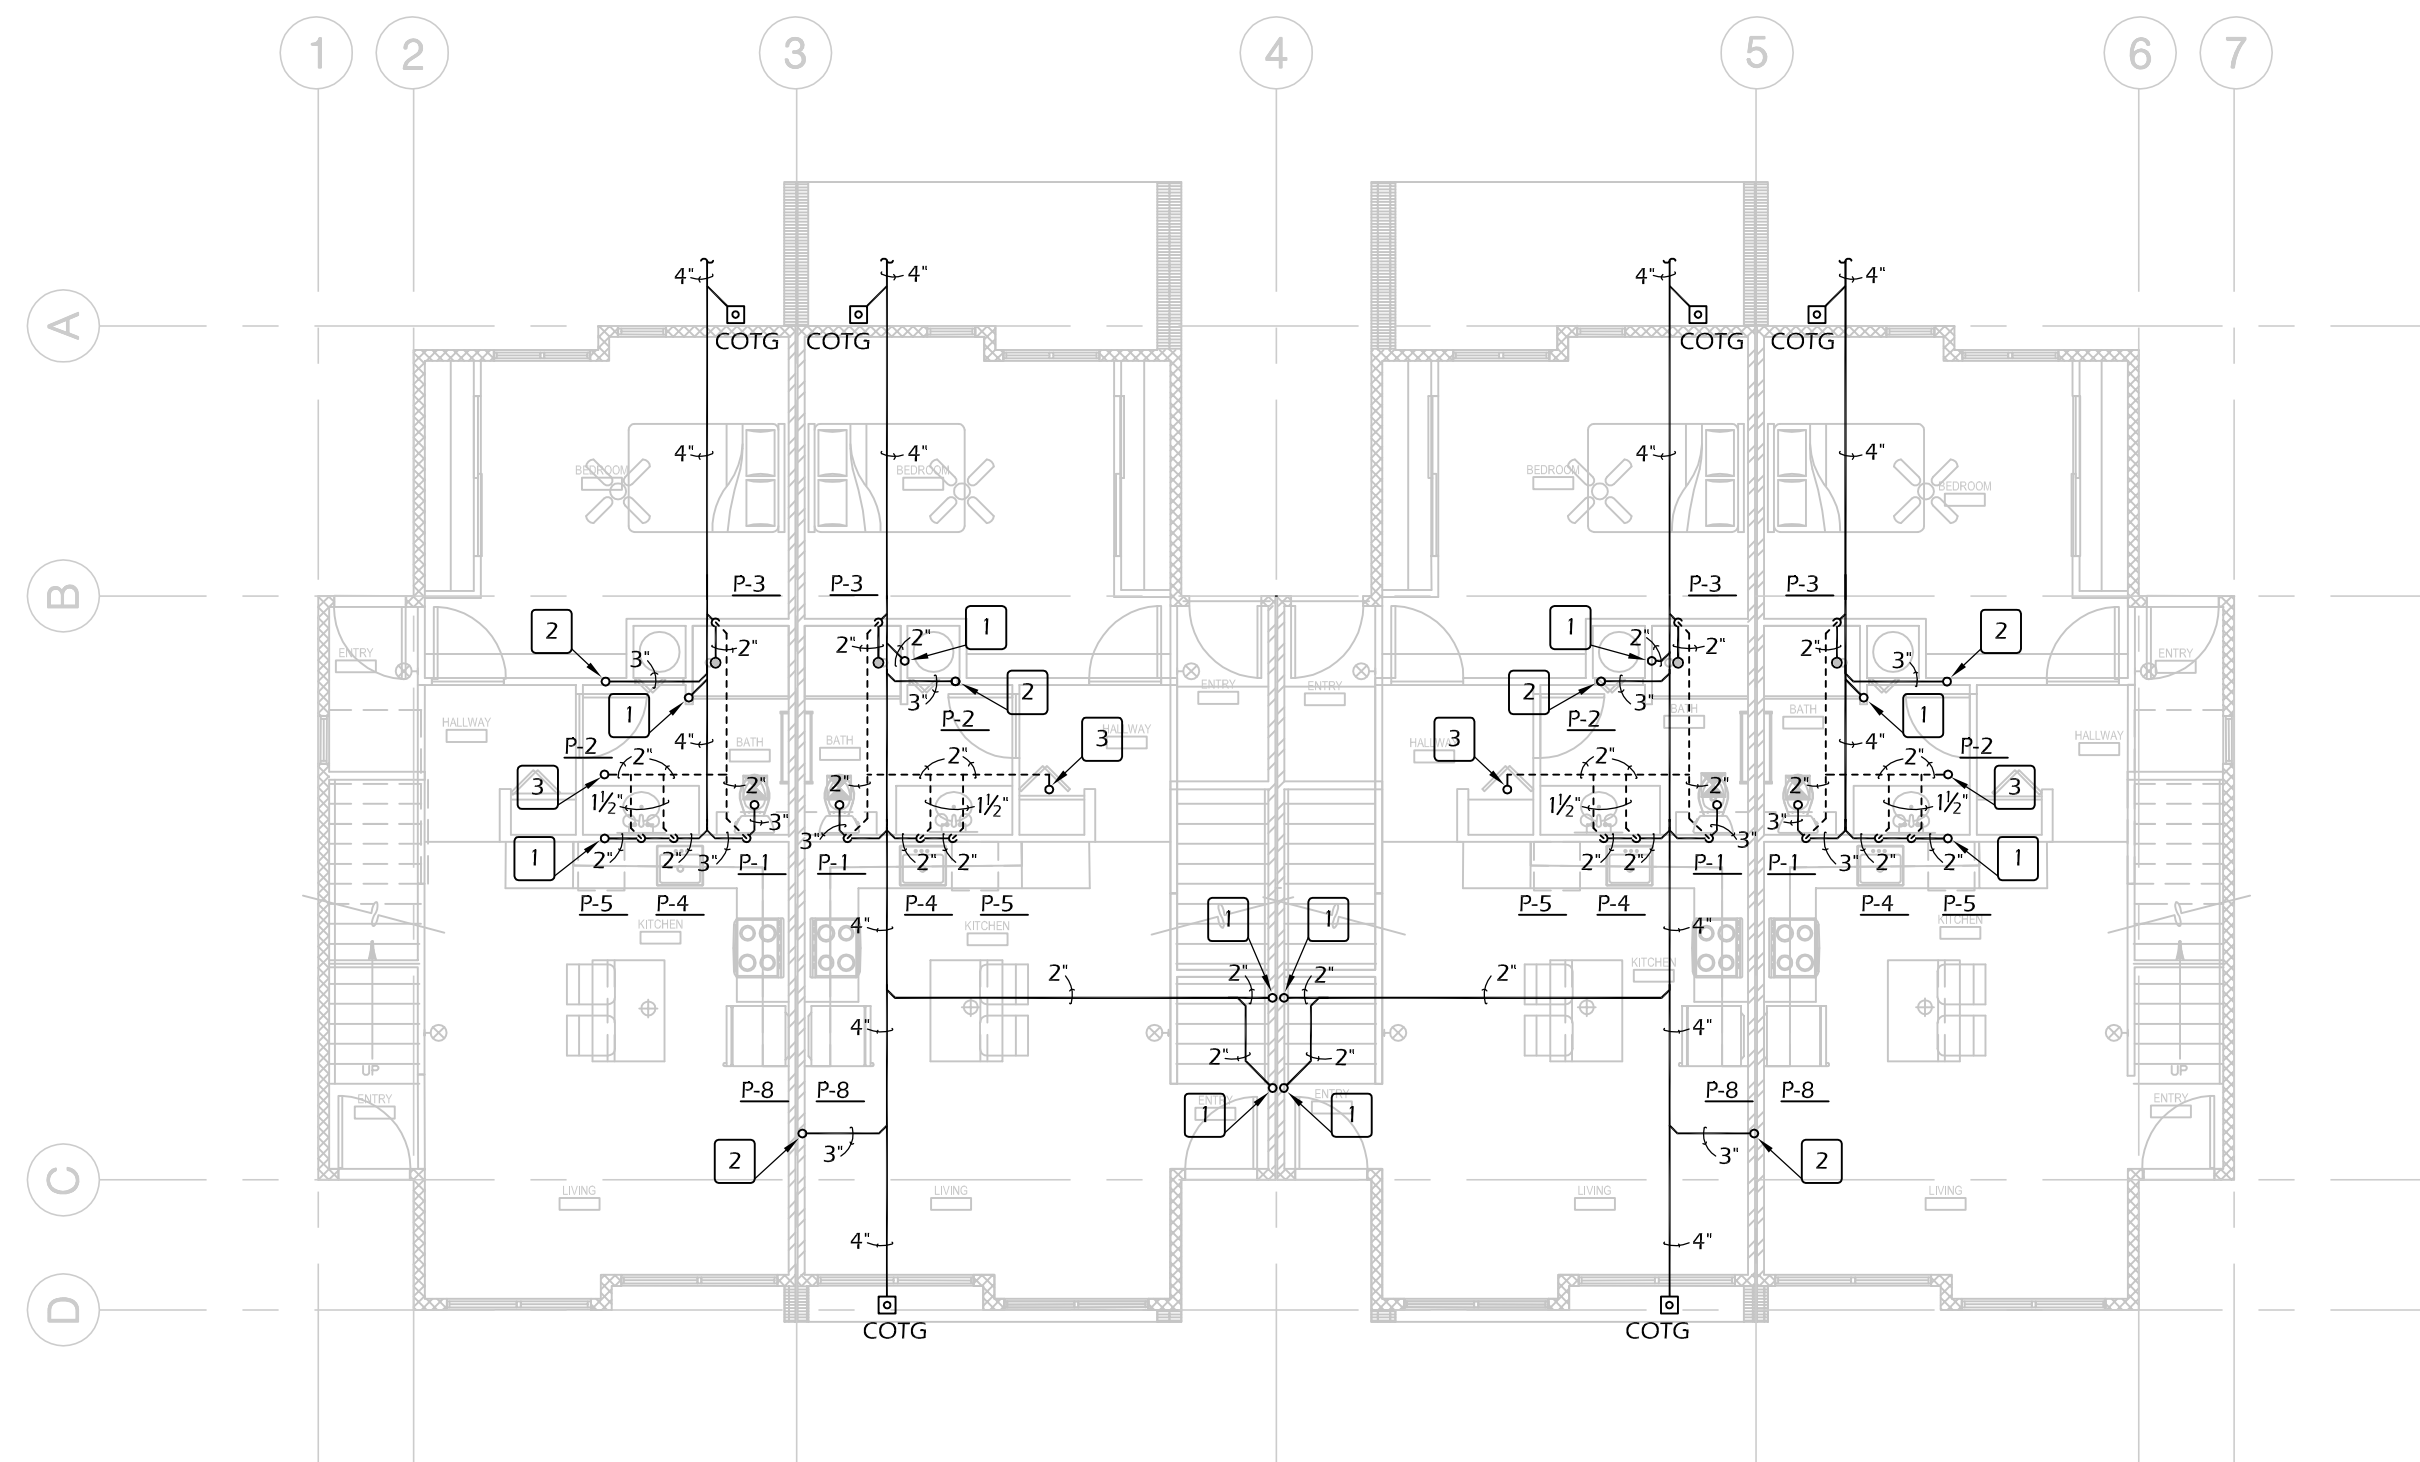 1 2 3 4 5 6 7
4" 4" 4" 4"
A
COTG COTG COTG COTG
4" 4" 4" 4"
BEDROOM BEDROOM BEDROOM BEDROOM
B
P-3 P-3 P-3 P-3
2 1 1 2
2" 2" 2" 2" 2" 2"
ENTRY ENTRY
3" 3"
ENTRY ENTRY
2 2
3" 3"
1 1
P-2 P-2
BATH BATH BATH BATH
HALLWAY HALLWAY HALLWAY HALLWAY
4" 3 3 4"
P-2 P-2
2" 2" 2" 2"
3 2" 2" 2" 2" 3
1½" 1½" 1½" 1½"
3" 3" 3" 3"
1 2" 2" 3" P-1 P-1 2" 2" 2" 2" P-1 P-1 3" 2" 2" 1
P-5 P-4 P-4 P-5 P-5 P-4 P-4 P-5
KITCHEN 4" KITCHEN 1 1 4" KITCHEN
KITCHEN
2" 2" 2" 2"
4" 4"
2" 2"
UP UP
P-8 P-8 P-8 P-8
ENTRY ENTRY ENTRY ENTRY
1 1
2 3" 3" 2
C
LIVING LIVING LIVING LIVING
4" 4"
D
COTG COTG